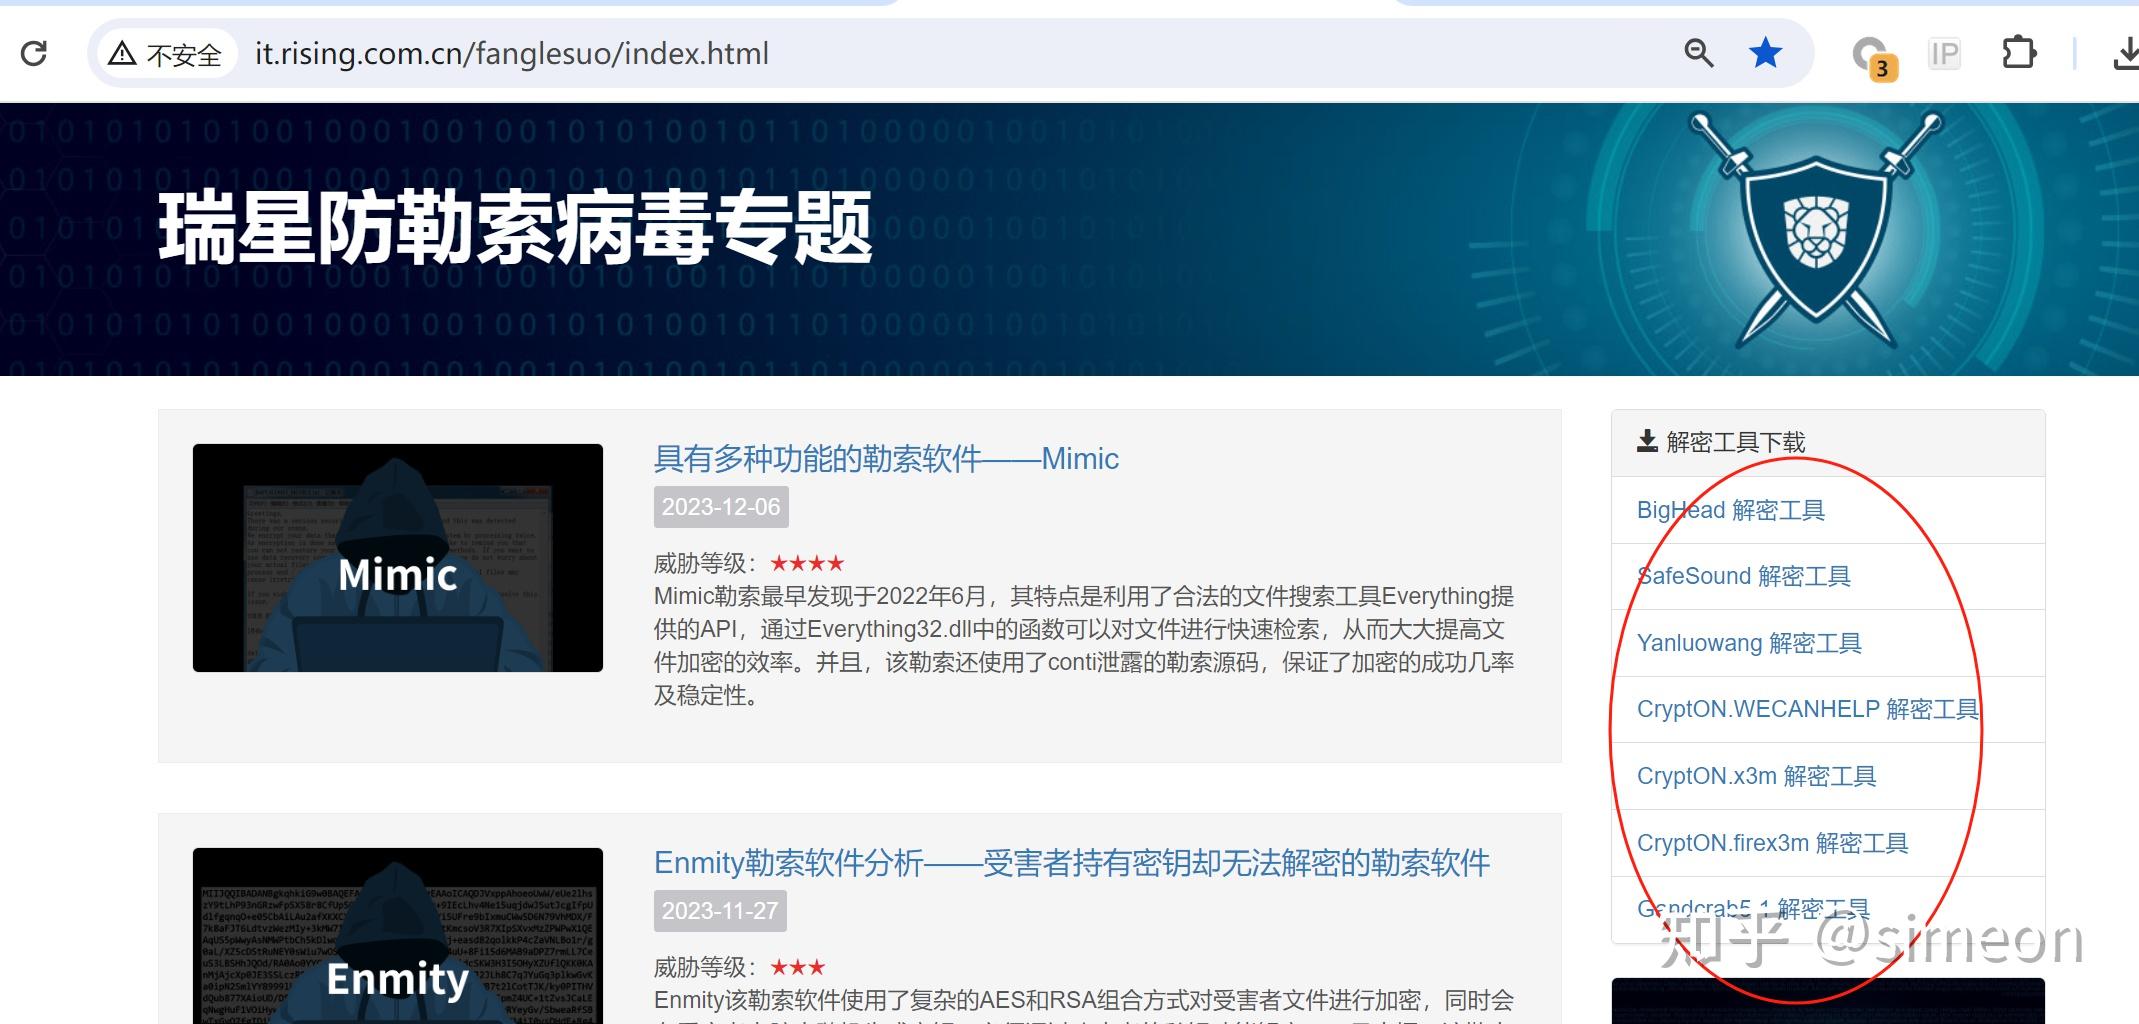 不安全 it.rising.com.cn/fanglesuo/index.html
3 IP
瑞星防勒索病毒专题
Mimic
具有多种功能的勒索软件——Mimic
2023-12-06
威胁等级：★★★★
Mimic勒索最早发现于2022年6月，其特点是利用了合法的文件搜索工具Everything提
供的API，通过Everything32.dll中的函数可以对文件进行快速检索，从而大大提高文
件加密的效率。并且，该勒索还使用了conti泄露的勒索源码，保证了加密的成功几率
及稳定性。
Enmity
Enmity勒索软件分析——受害者持有密钥却无法解密的勒索软件
2023-11-27
威胁等级：★★★
Enmity该勒索软件使用了复杂的AES和RSA组合方式对受害者文件进行加密，同时会
解密工具下载
BigHead 解密工具
SafeSound 解密工具
Yanluowang 解密工具
CryptON.WECANHELP 解密工具
CryptON.x3m 解密工具
CryptON.firex3m 解密工具
Gandcrab5.1 解密工具
知乎 @simeon